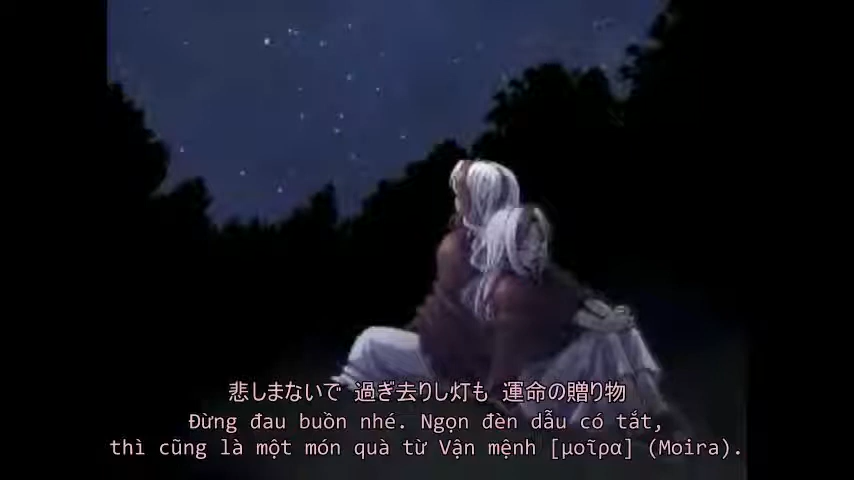 悲しまないで 過ぎ去りし灯も 運命の贈り物
Đừng đau buồn nhé. Ngọn đèn dẫu có tắt,
thì cũng là một món quà từ Vận mệnh [μοῖρα] (Moira).